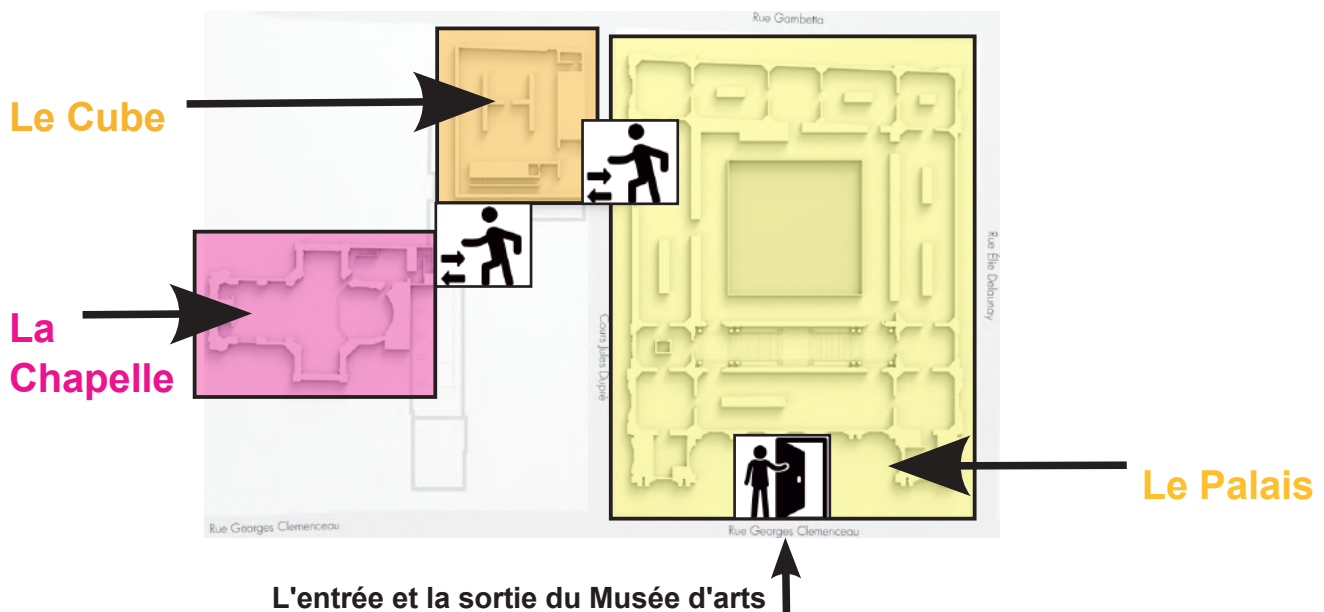 Rue Gambetta
Le Cube
La
Chapelle
Rue Élie Delaunay
Cours Jules Dupré
Le Palais
Rue Georges Clemenceau
Rue Georges Clemenceau
L'entrée et la sortie du Musée d'arts